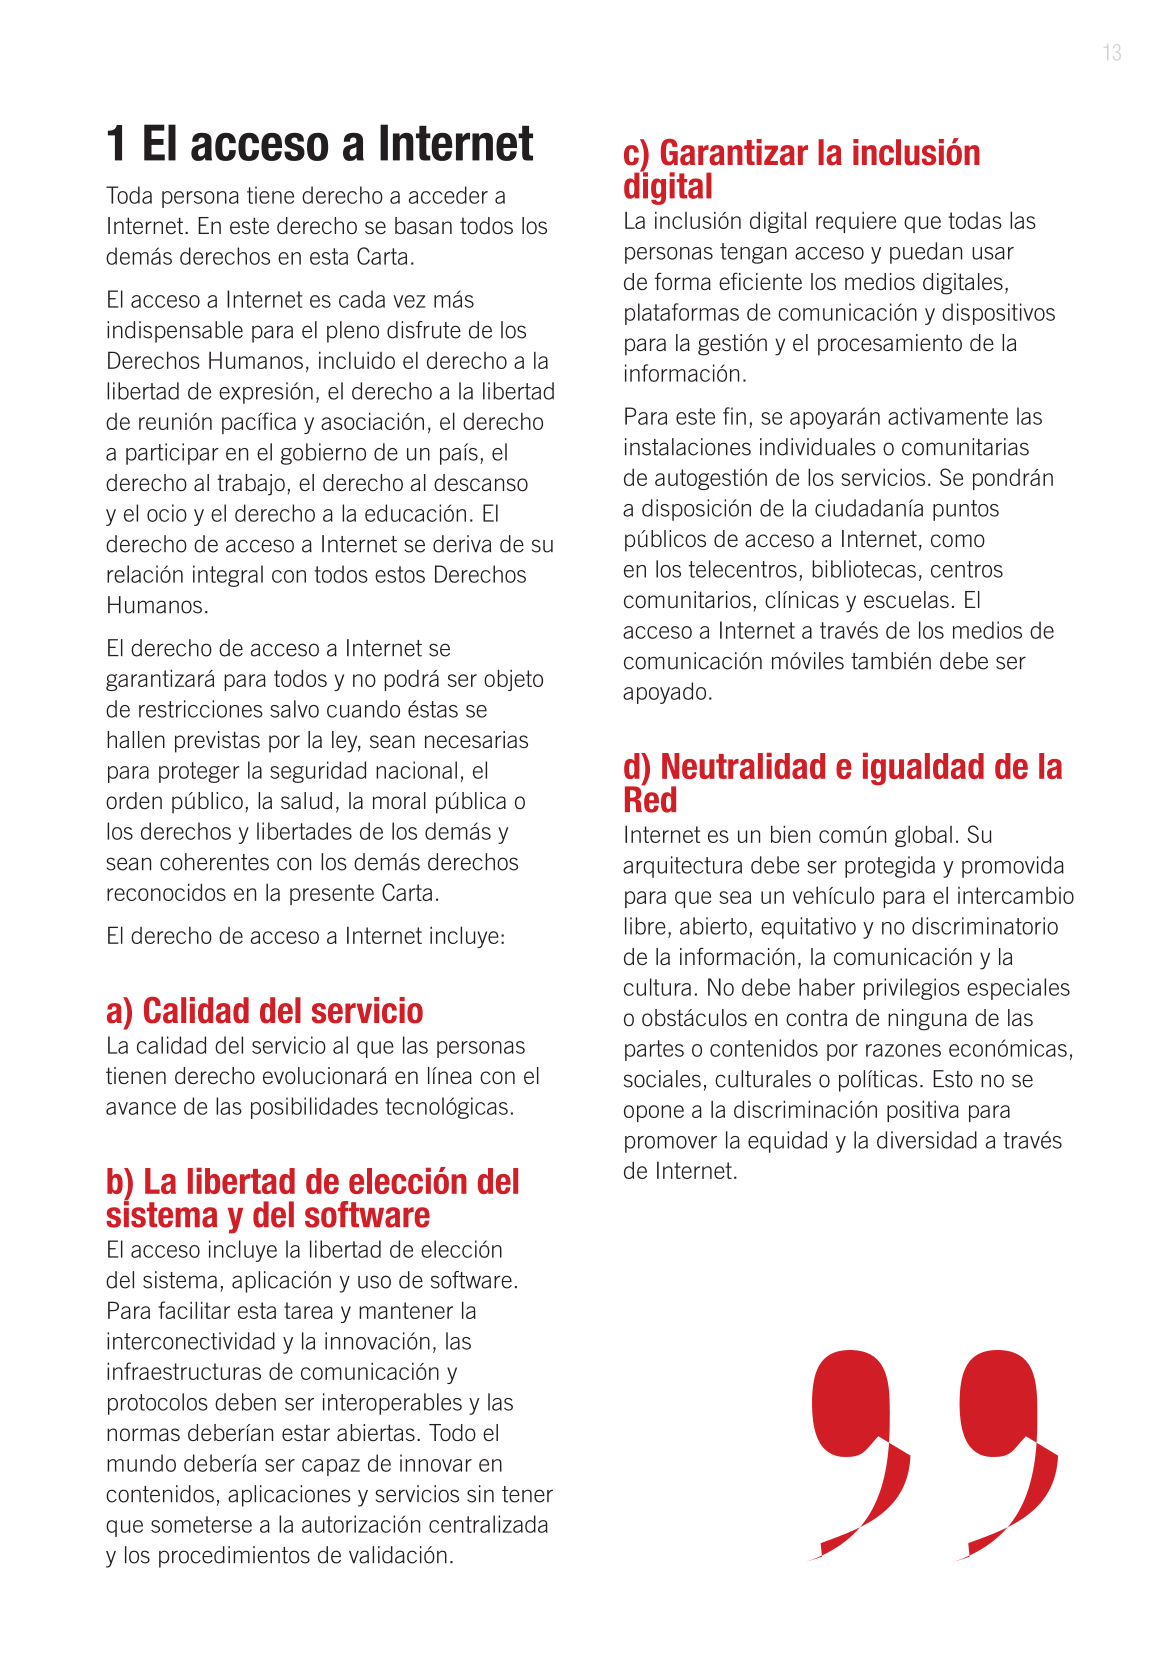 13
1 El acceso a Internet
Toda persona tiene derecho a acceder a
Internet. En este derecho se basan todos los
demás derechos en esta Carta.
El acceso a Internet es cada vez más
indispensable para el pleno disfrute de los
Derechos Humanos, incluido el derecho a la
libertad de expresión, el derecho a la libertad
de reunión pacífica y asociación, el derecho
a participar en el gobierno de un país, el
derecho al trabajo, el derecho al descanso
y el ocio y el derecho a la educación. El
derecho de acceso a Internet se deriva de su
relación integral con todos estos Derechos
Humanos.
El derecho de acceso a Internet se
garantizará para todos y no podrá ser objeto
de restricciones salvo cuando éstas se
hallen previstas por la ley, sean necesarias
para proteger la seguridad nacional, el
orden público, la salud, la moral pública o
los derechos y libertades de los demás y
sean coherentes con los demás derechos
reconocidos en la presente Carta.
El derecho de acceso a Internet incluye:
a) Calidad del servicio
La calidad del servicio al que las personas
tienen derecho evolucionará en línea con el
avance de las posibilidades tecnológicas.
b) La libertad de elección del
sistema y del software
El acceso incluye la libertad de elección
del sistema, aplicación y uso de software.
Para facilitar esta tarea y mantener la
interconectividad y la innovación, las
infraestructuras de comunicación y
protocolos deben ser interoperables y las
normas deberían estar abiertas. Todo el
mundo debería ser capaz de innovar en
contenidos, aplicaciones y servicios sin tener
que someterse a la autorización centralizada
y los procedimientos de validación.
c) Garantizar la inclusión
digital
La inclusión digital requiere que todas las
personas tengan acceso y puedan usar
de forma eficiente los medios digitales,
plataformas de comunicación y dispositivos
para la gestión y el procesamiento de la
información.
Para este fin, se apoyarán activamente las
instalaciones individuales o comunitarias
de autogestión de los servicios. Se pondrán
a disposición de la ciudadanía puntos
públicos de acceso a Internet, como
en los telecentros, bibliotecas, centros
comunitarios, clínicas y escuelas. El
acceso a Internet a través de los medios de
comunicación móviles también debe ser
apoyado.
d) Neutralidad e igualdad de la
Red
Internet es un bien común global. Su
arquitectura debe ser protegida y promovida
para que sea un vehículo para el intercambio
libre, abierto, equitativo y no discriminatorio
de la información, la comunicación y la
cultura. No debe haber privilegios especiales
o obstáculos en contra de ninguna de las
partes o contenidos por razones económicas,
sociales, culturales o políticas. Esto no se
opone a la discriminación positiva para
promover la equidad y la diversidad a través
de Internet.